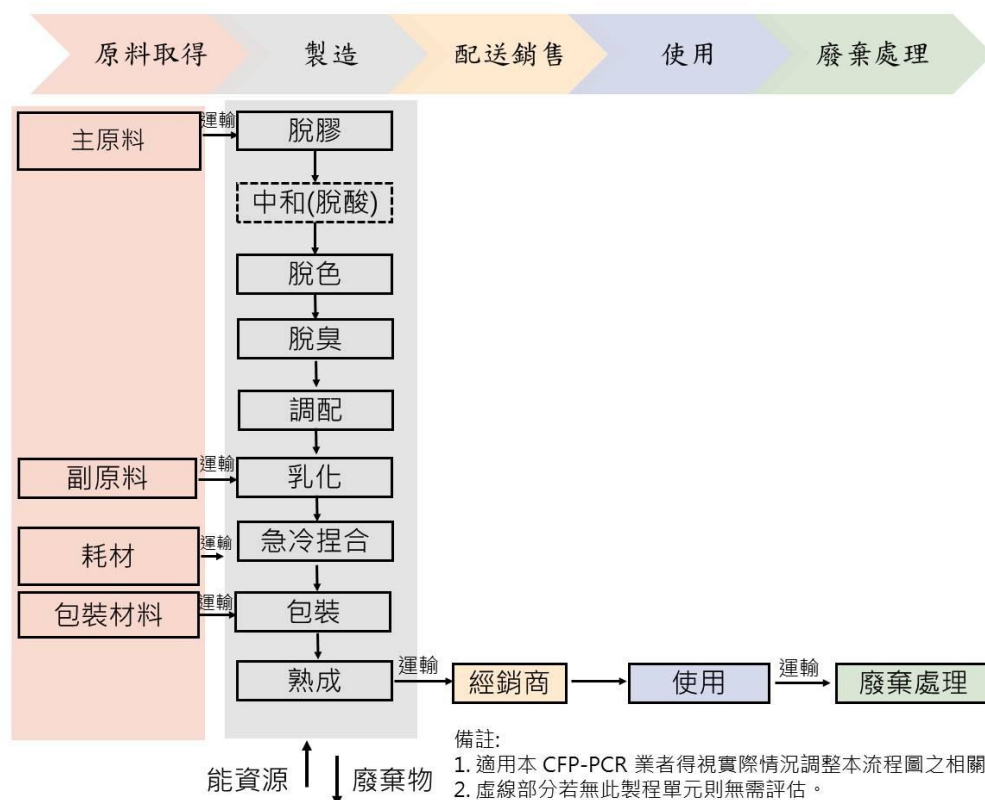 原料取得
製造
配送銷售
使用
廢棄處理
主原料
運輸
脫膠
中和(脫酸)
脫色
脫臭
調配
副原料
運輸
乳化
耗材
運輸
急冷捏合
包裝材料
運輸
包裝
熟成
運輸
經銷商
使用
運輸
廢棄處理
能資源
廢棄物
備註:
1. 適用本 CFP-PCR 業者得視實際情況調整本流程圖之相關
2. 虛線部分若無此製程單元則無需評估。